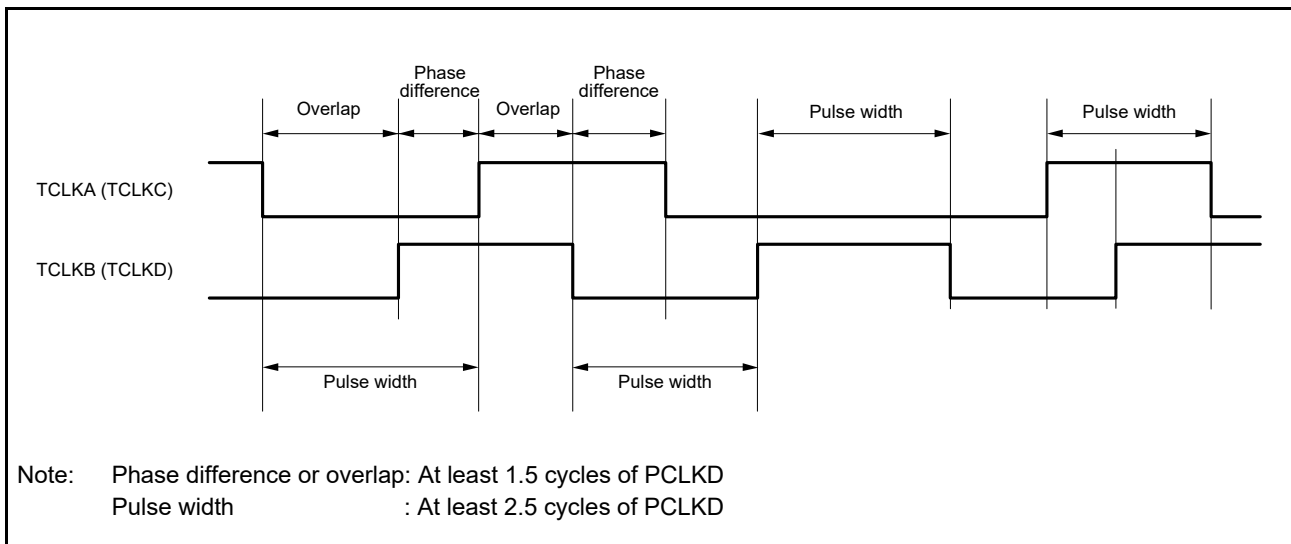 Phase
difference
Phase
difference
Overlap
Overlap
Pulse width
Pulse width
TCLKA (TCLKC)
TCLKB (TCLKD)
Pulse width
Pulse width
Note: Phase difference or overlap: At least 1.5 cycles of PCLKD
Pulse width : At least 2.5 cycles of PCLKD